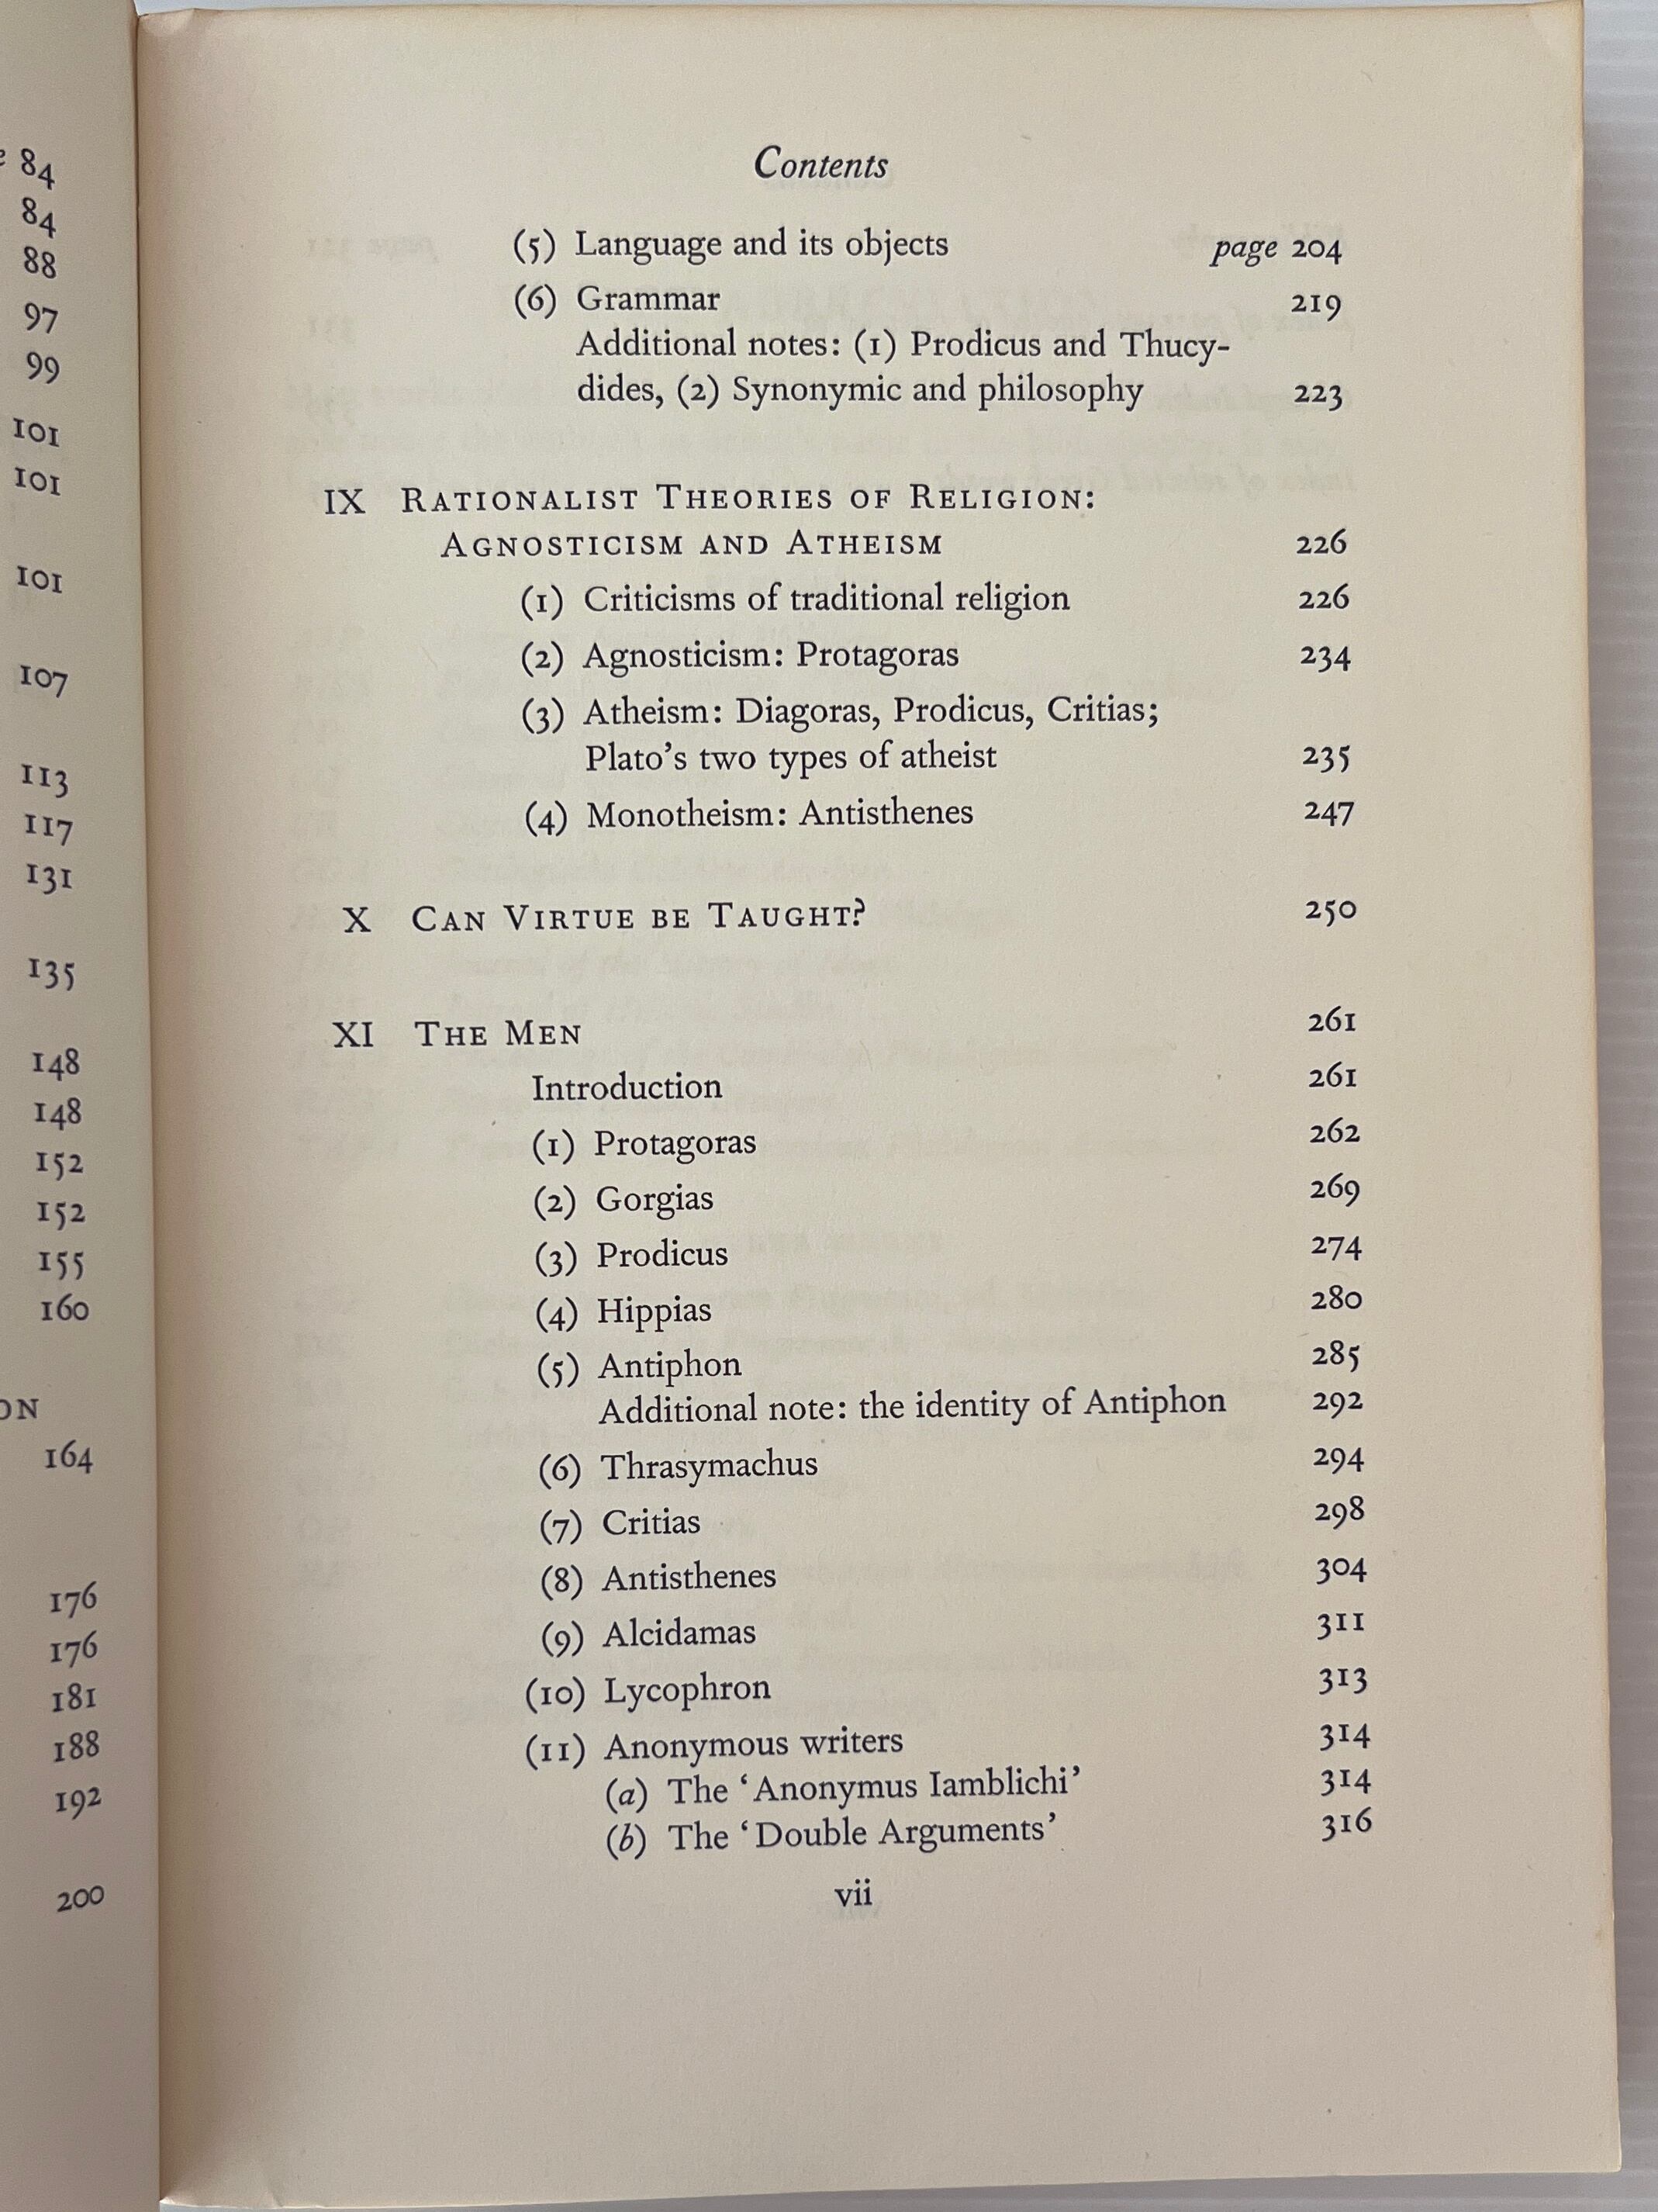 84
84
88
97
99
101
101
101
107
113
117
131
135
148
148
152
152
155
160
ON
164
176
176
181
188
192
200
Contents
(5) Language and its objects page 204
(6) Grammar 219
Additional notes: (1) Prodicus and Thucy-
dides, (2) Synonymic and philosophy 223
IX RATIONALIST THEORIES OF RELIGION:
AGNOSTICISM AND ATHEISM 226
(1) Criticisms of traditional religion 226
(2) Agnosticism: Protagoras 234
(3) Atheism: Diagoras, Prodicus, Critias;
Plato's two types of atheist 235
(4) Monotheism: Antisthenes 247
X CAN VIRTUE BE TAUGHT? 250
XI THE MEN 261
Introduction 261
(1) Protagoras 262
(2) Gorgias 269
(3) Prodicus 274
(4) Hippias 280
(5) Antiphon 285
Additional note: the identity of Antiphon 292
(6) Thrasymachus 294
(7) Critias 298
(8) Antisthenes 304
(9) Alcidamas 311
(10) Lycophron 313
(11) Anonymous writers 314
(a) The ‘Anonymus Iamblichi’ 314
(b) The ‘Double Arguments’ 316
vii